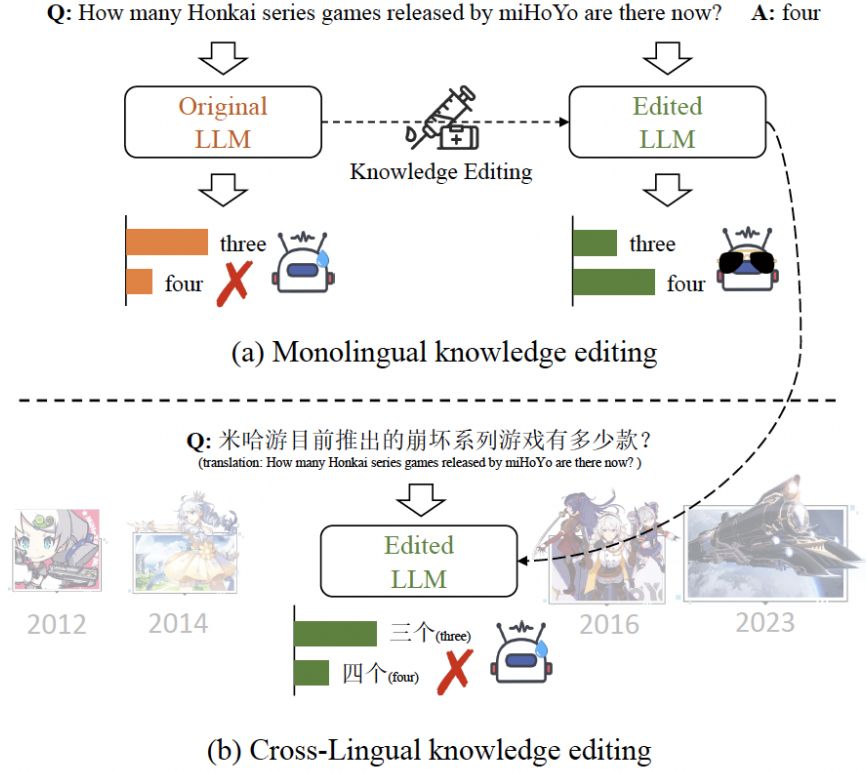 Q: How many Honkai series games released by miHoYo are there now? A: four
Original
LLM
Knowledge Editing
Edited
LLM
three
four
three
four
(a) Monolingual knowledge editing
Q: 米哈游目前推出的崩坏系列游戏有多少款？
(translation: How many Honkai series games released by miHoYo are there now? )
Edited
LLM
2012
2014
2016
2023
三个(three)
四个(four)
(b) Cross-Lingual knowledge editing